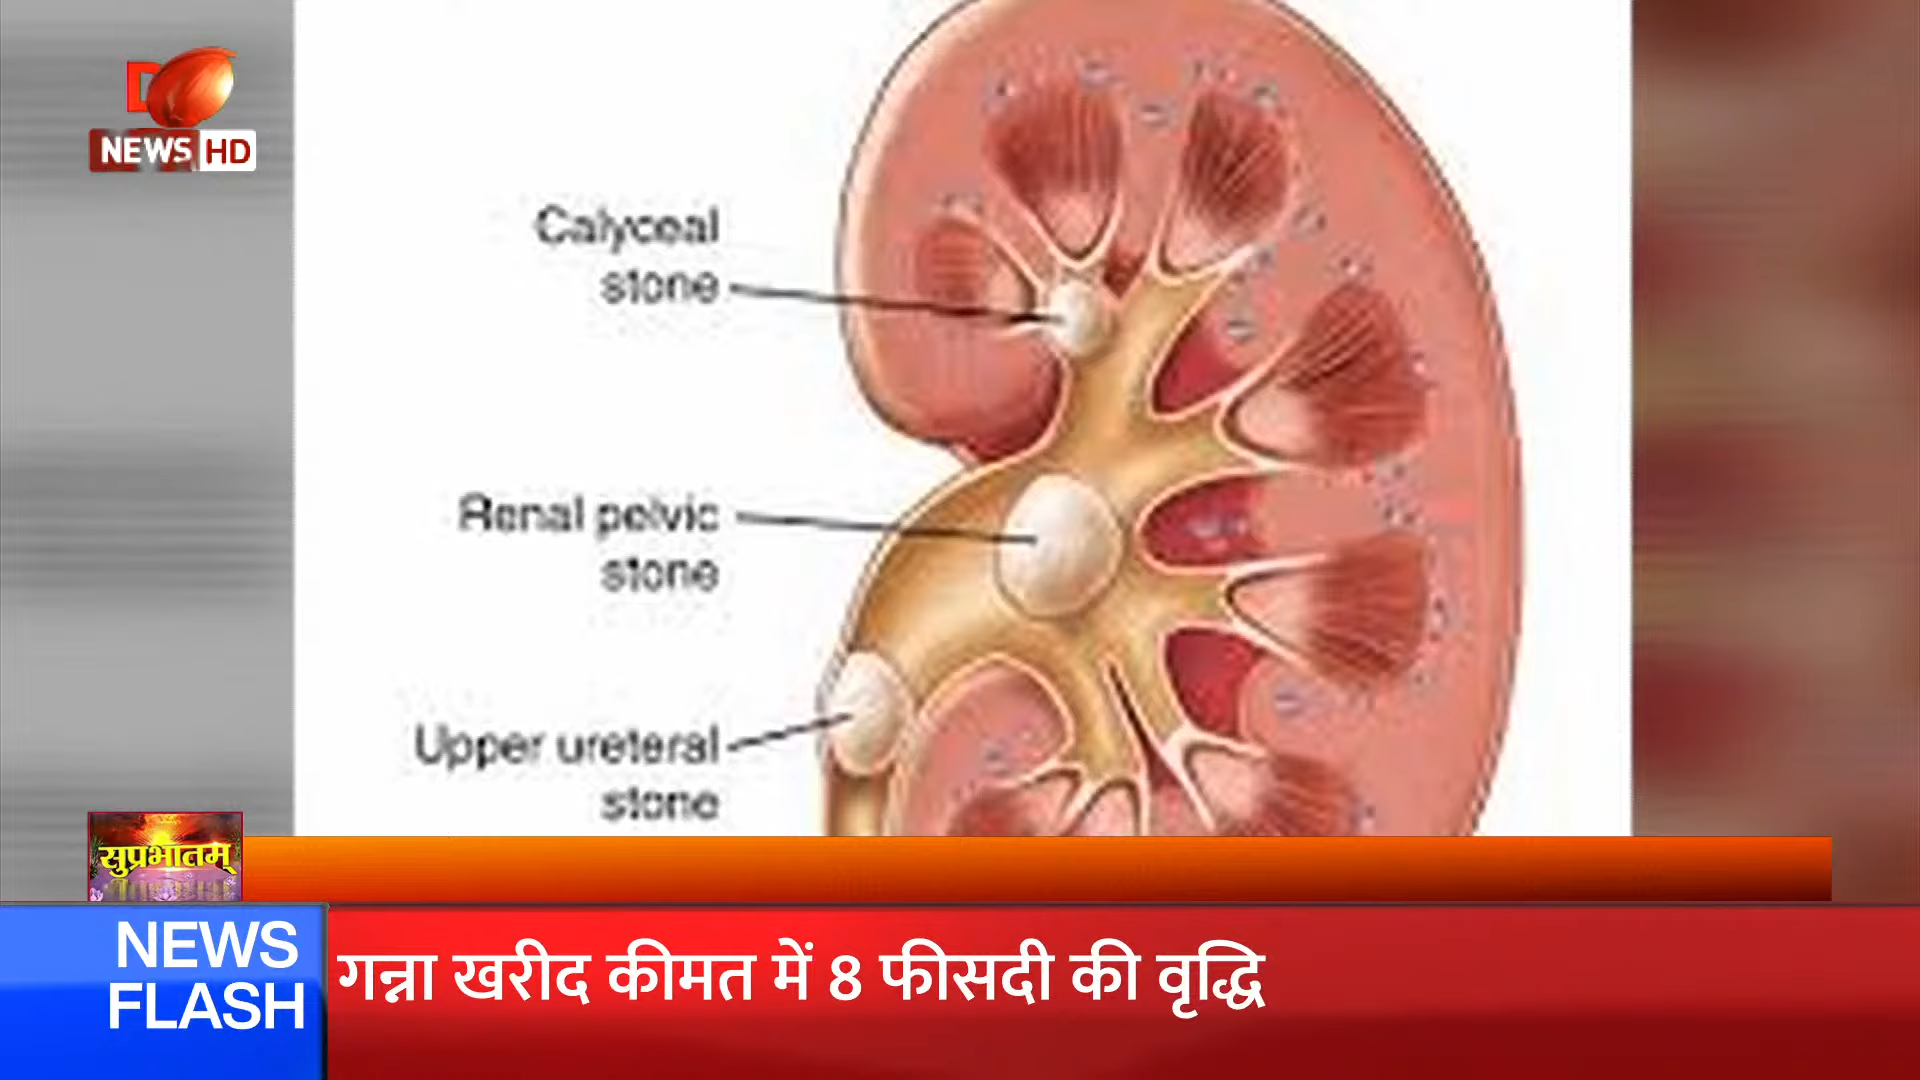 NEWS HD
Calyceal
stone
Renal pelvic
stone
Upper ureteral
stone
सुप्रभातम्
NEWS
FLASH
गन्ना खरीद कीमत में 8 फीसदी की वृद्धि